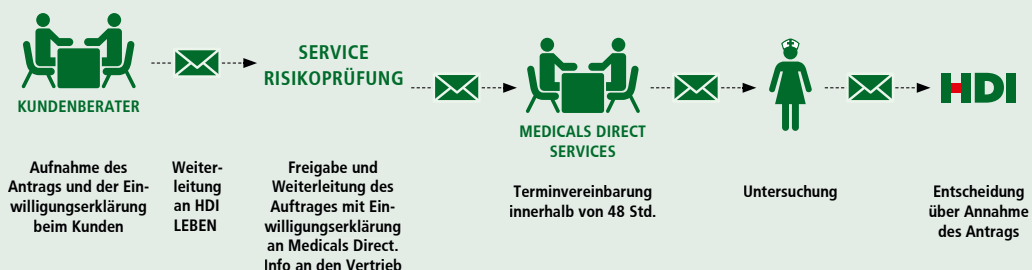 KUNDENBERATER
Aufnahme des
Antrags und der Ein-
willigungserklärung
beim Kunden
Weiter-
leitung
an HDI
LEBEN
SERVICE
RISIKOPRÜFUNG
Freigabe und
Weiterleitung des
Auftrages mit Ein-
willigungserklärung
an Medicals Direct.
Info an den Vertrieb
MEDICALS DIRECT
SERVICES
Terminvereinbarung
innerhalb von 48 Std.
Untersuchung
HDI
Entscheidung
über Annahme
des Antrags